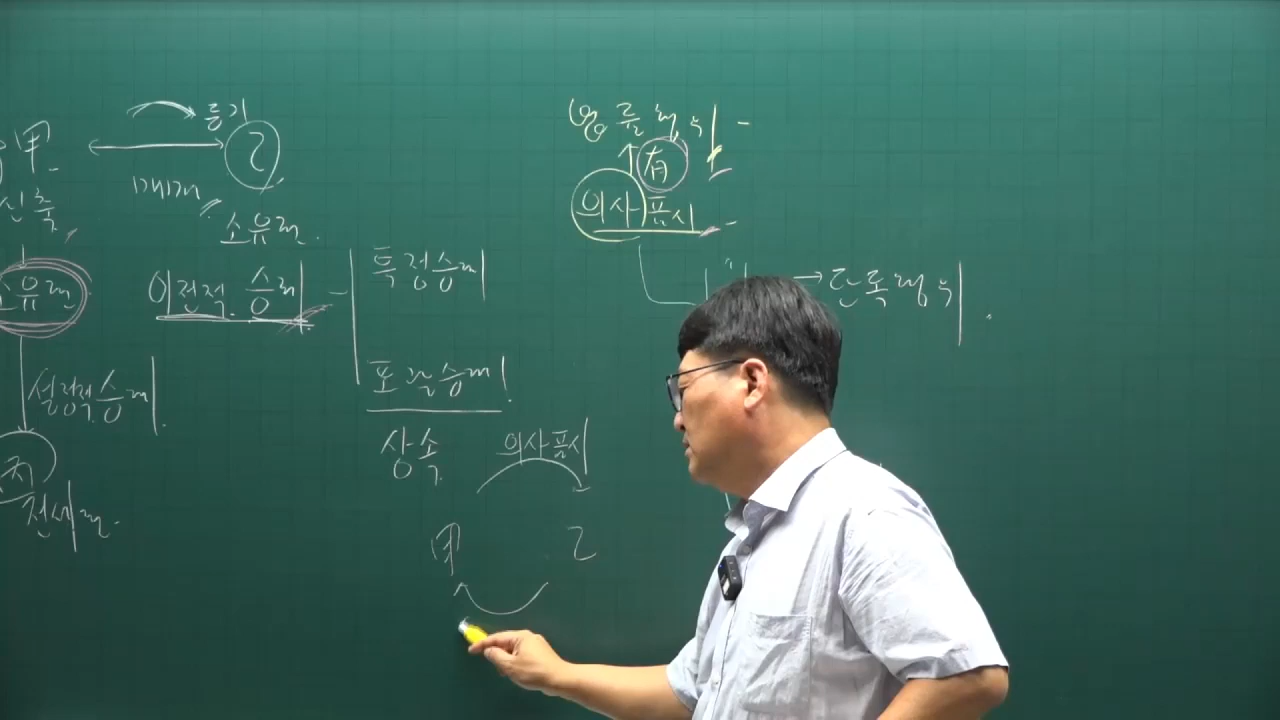 甲
등기
乙
신축
매매
소유권.
소유권
이전적 승계
설정적승계
전세권.
특정승계
포괄승계
상속
의사표시
甲 乙
법률행위
有
의사표시
단독행위